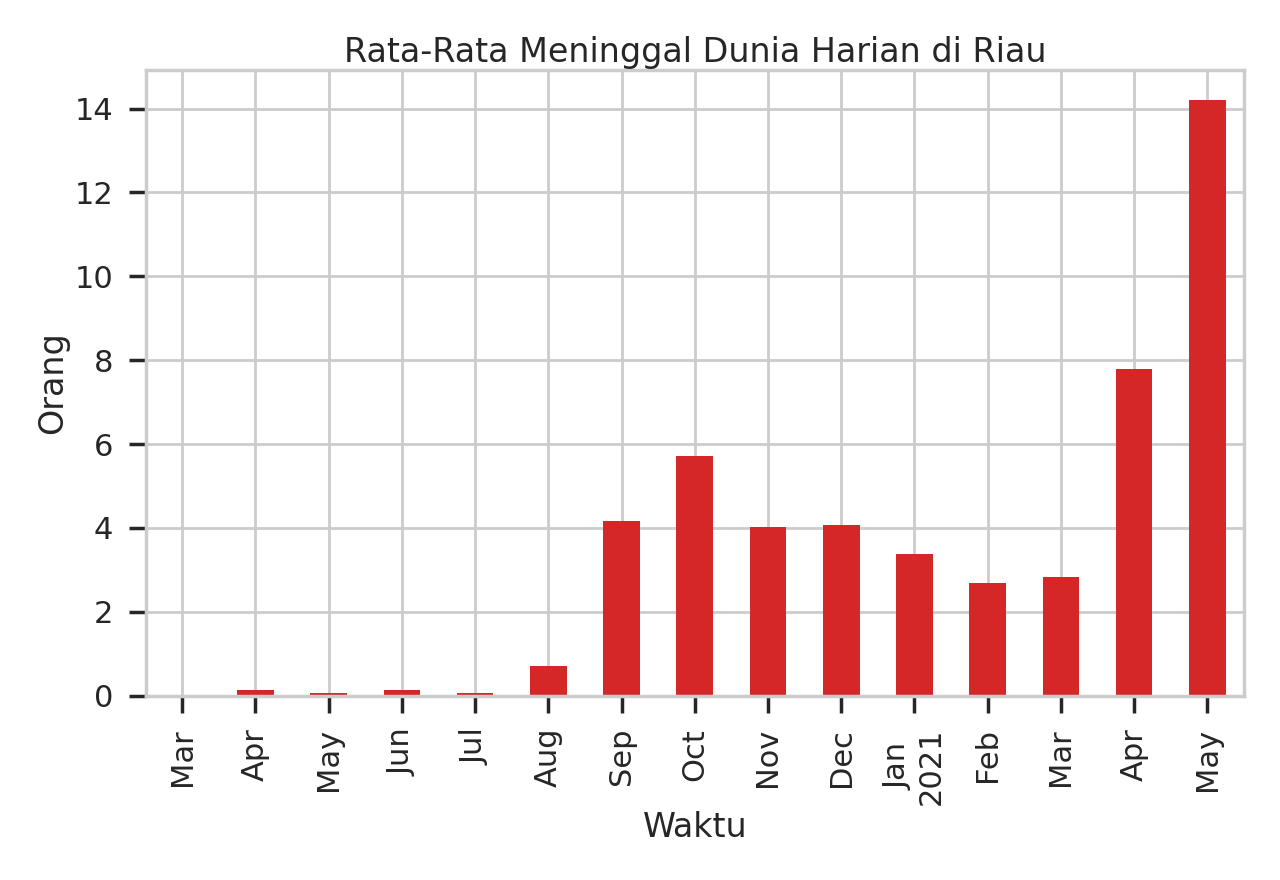 Rata-Rata Meninggal Dunia Harian di Riau
14
12
10
8
6
4
2
0
Orang
Mar
Apr
May
Jun
Jul
Aug
Sep
Oct
Nov
Dec
Jan
2021
Feb
Mar
Apr
May
Waktu